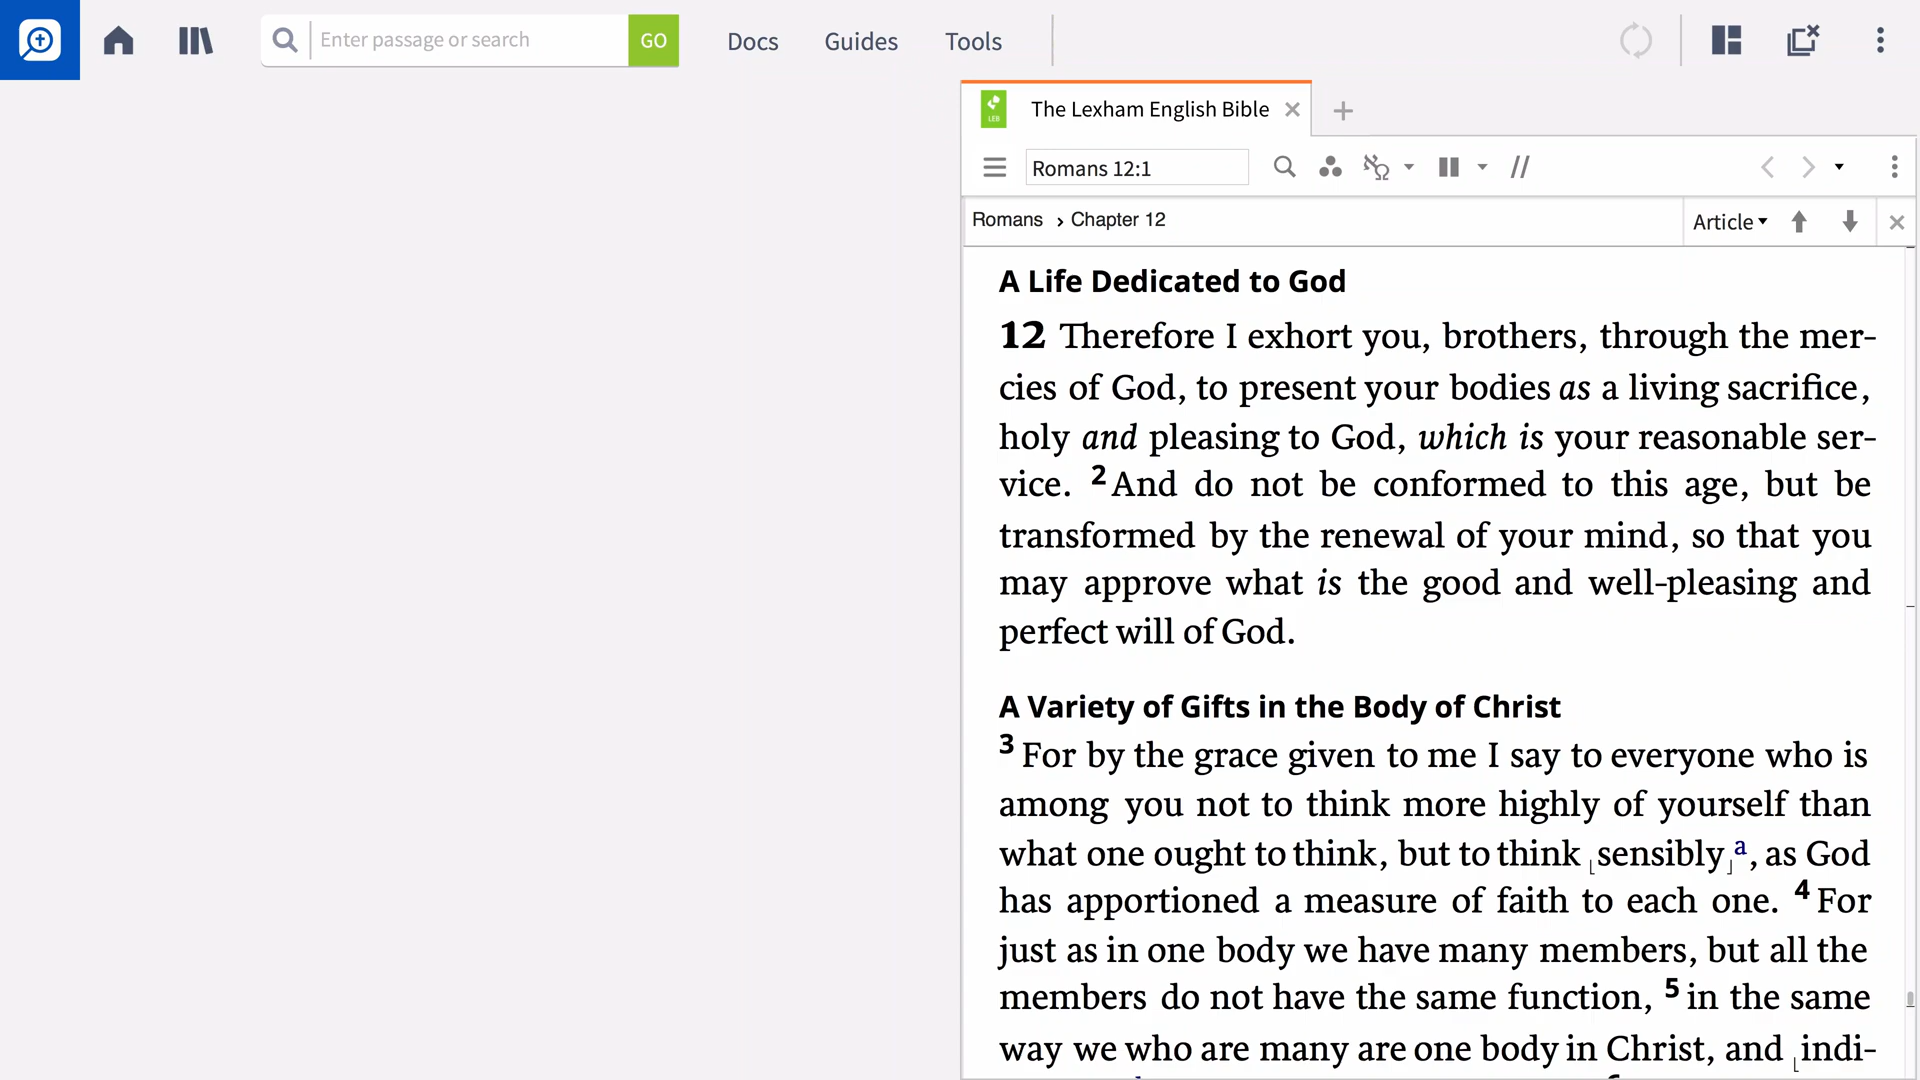 Enter passage or search
GO
Docs
Guides
Tools
LEB
The Lexham English Bible
Romans 12:1
Romans › Chapter 12
Article
A Life Dedicated to God
12 Therefore I exhort you, brothers, through the mer-
cies of God, to present your bodies as a living sacrifice,
holy and pleasing to God, which is your reasonable ser-
vice. 2 And do not be conformed to this age, but be
transformed by the renewal of your mind, so that you
may approve what is the good and well-pleasing and
perfect will of God.
A Variety of Gifts in the Body of Christ
3 For by the grace given to me I say to everyone who is
among you not to think more highly of yourself than
what one ought to think, but to think ⌊sensibly⌋a, as God
has apportioned a measure of faith to each one. 4 For
just as in one body we have many members, but all the
members do not have the same function, 5 in the same
way we who are many are one body in Christ, and ⌊indi-